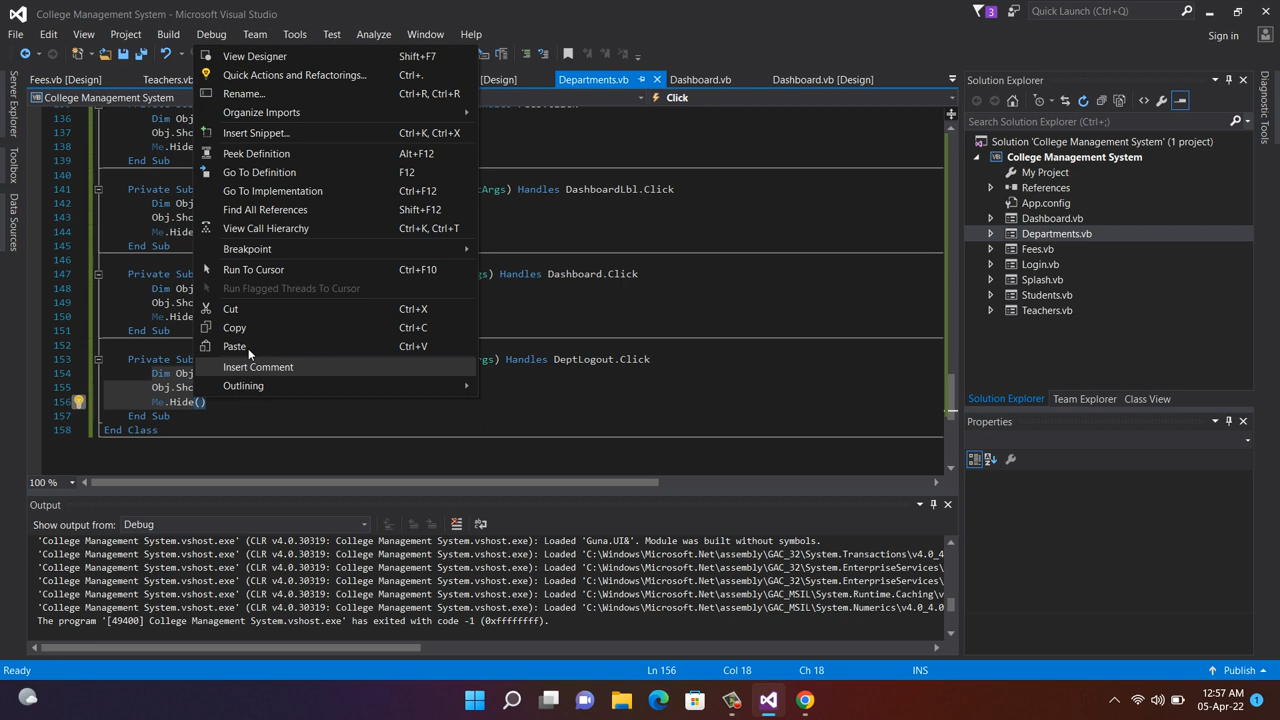 College Management System - Microsoft Visual Studio
3
Quick Launch (Ctrl+Q)
File Edit View Project Build Debug Team Tools Test Analyze Window Help
Sign in
Fees.vb [Design]
Teachers.vb
[Design]
Departments.vb
Dashboard.vb
Dashboard.vb [Design]
College Management System
Click
View Designer Shift+F7
Quick Actions and Refactorings... Ctrl+.
Rename... Ctrl+R, Ctrl+R
Organize Imports
Insert Snippet... Ctrl+K, Ctrl+X
Peek Definition Alt+F12
Go To Definition F12
Go To Implementation Ctrl+F12
Find All References Shift+F12
View Call Hierarchy Ctrl+K, Ctrl+T
Breakpoint
Run To Cursor Ctrl+F10
Run Flagged Threads To Cursor
Cut Ctrl+X
Copy Ctrl+C
Paste Ctrl+V
Insert Comment
Outlining
136 Dim Obj
137 Obj.Sho
138 Me.Hide
139 End Sub
140
141 Private Sub Args) Handles DashboardLbl.Click
142 Dim Obj
143 Obj.Sho
144 Me.Hide
145 End Sub
146
147 Private Sub gs) Handles Dashboard.Click
148 Dim Obj
149 Obj.Sho
150 Me.Hide
151 End Sub
152
153 Private Sub rgs) Handles DeptLogout.Click
154 Dim Obj
155 Obj.Sho
156 Me.Hide()
157 End Sub
158 End Class
100 %
Output
Show output from: Debug
'College Management System.vshost.exe' (CLR v4.0.30319: College Management System.vshost.exe): Loaded 'Guna.UI&'. Module was built without symbols.
'College Management System.vshost.exe' (CLR v4.0.30319: College Management System.vshost.exe): Loaded 'C:\Windows\Microsoft.Net\assembly\GAC_32\System.Transactions\v4.0_4
'College Management System.vshost.exe' (CLR v4.0.30319: College Management System.vshost.exe): Loaded 'C:\Windows\Microsoft.Net\assembly\GAC_32\System.EnterpriseServices\
'College Management System.vshost.exe' (CLR v4.0.30319: College Management System.vshost.exe): Loaded 'C:\Windows\Microsoft.Net\assembly\GAC_32\System.EnterpriseServices\
'College Management System.vshost.exe' (CLR v4.0.30319: College Management System.vshost.exe): Loaded 'C:\Windows\Microsoft.Net\assembly\GAC_MSIL\System.Runtime.Caching\v
'College Management System.vshost.exe' (CLR v4.0.30319: College Management System.vshost.exe): Loaded 'C:\Windows\Microsoft.Net\assembly\GAC_MSIL\System.Numerics\v4.0_4.0
The program '[49400] College Management System.vshost.exe' has exited with code -1 (0xffffffff).
Server Explorer
Toolbox
Data Sources
Solution Explorer
Search Solution Explorer (Ctrl+;)
Solution 'College Management System' (1 project)
College Management System
My Project
References
App.config
Dashboard.vb
Departments.vb
Fees.vb
Login.vb
Splash.vb
Students.vb
Teachers.vb
Solution Explorer Team Explorer Class View
Properties
Diagnostic Tools
Ready
Ln 156
Col 18
Ch 18
INS
Publish
12:57 AM
05-Apr-22
1